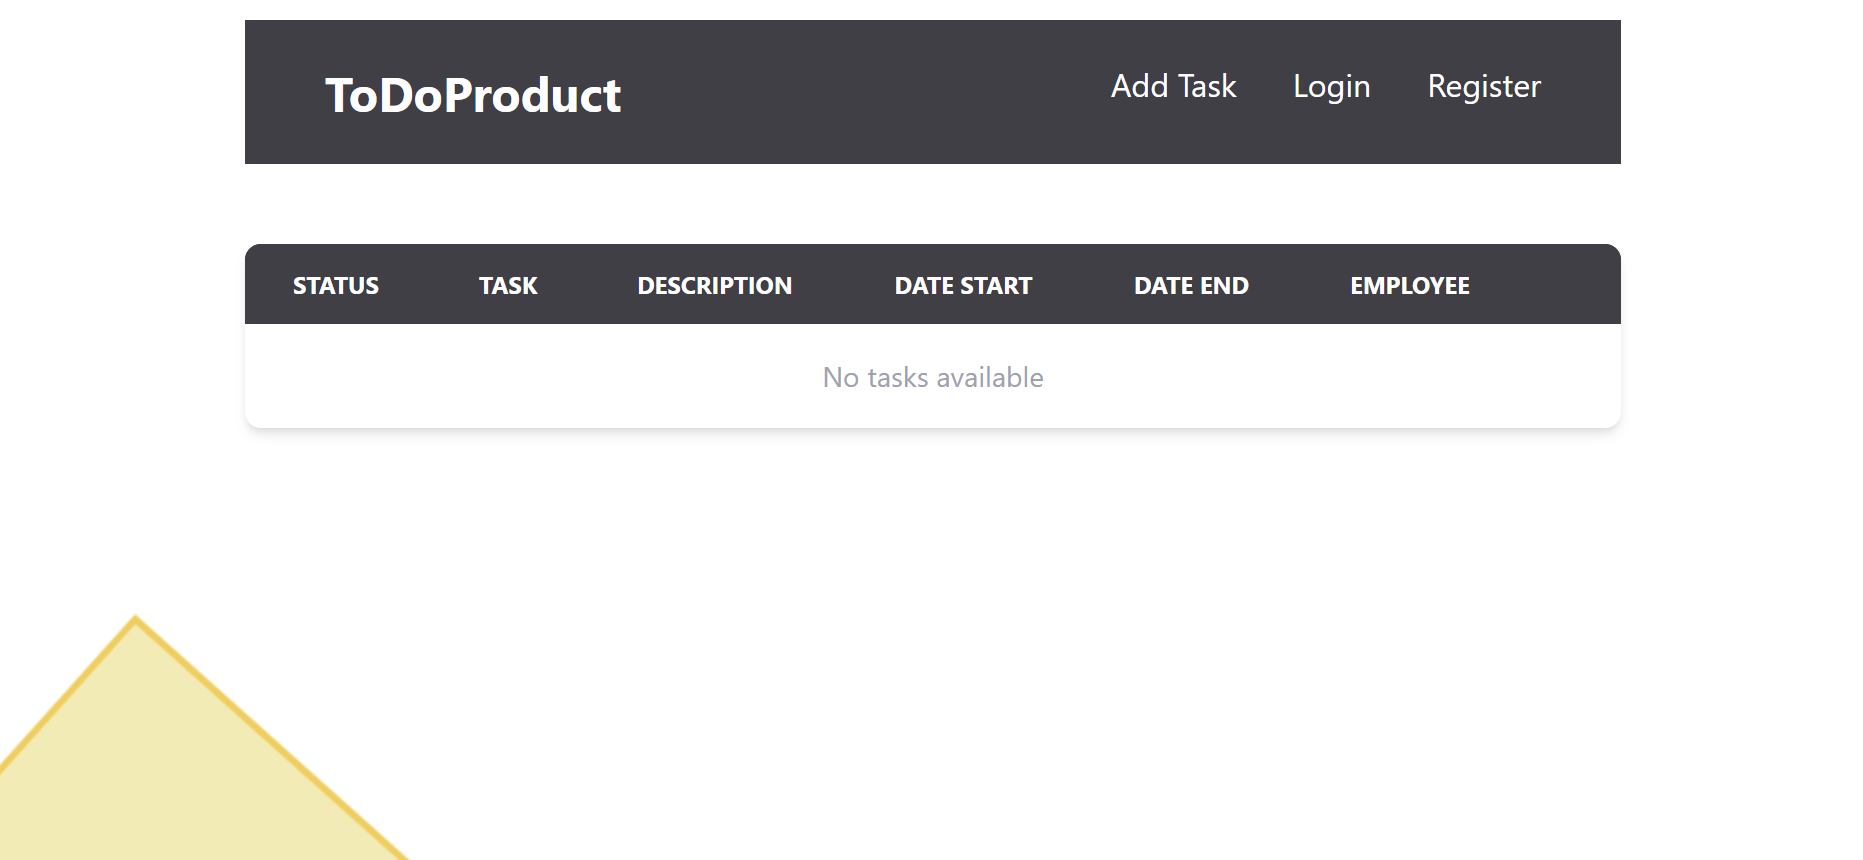 ToDoProduct Add Task Login Register
STATUS TASK DESCRIPTION DATE START DATE END EMPLOYEE
No tasks available